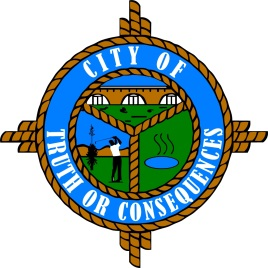 CITY OF
TRUTH OR CONSEQUENCES